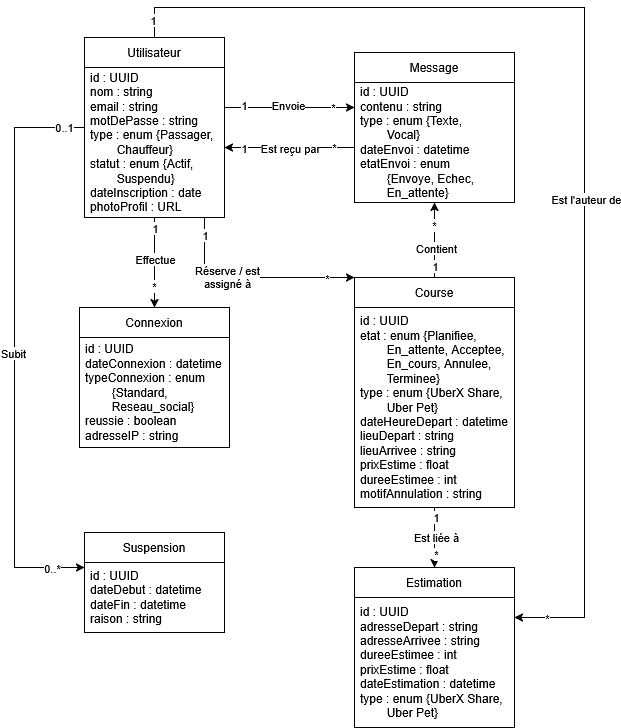 1
Utilisateur
id : UUID
nom : string
email : string
motDePasse : string
type : enum {Passager,
Chauffeur}
statut : enum {Actif,
Suspendu}
dateInscription : date
photoProfil : URL
Message
id : UUID
contenu : string
type : enum {Texte,
Vocal}
dateEnvoi : datetime
etatEnvoi : enum
{Envoye, Echec,
En_attente}
1 Envoie *
1 Est reçu par *
0..1
Est l'auteur de
1
Effectue
*
1
Réserve / est
assigné à
*
*
Contient
1
Connexion
id : UUID
dateConnexion : datetime
typeConnexion : enum
{Standard,
Reseau_social}
reussie : boolean
adresseIP : string
Course
id : UUID
etat : enum {Planifiee,
En_attente, Acceptee,
En_cours, Annulee,
Terminee}
type : enum {UberX Share,
Uber Pet}
dateHeureDepart : datetime
lieuDepart : string
lieuArrivee : string
prixEstime : float
dureeEstimee : int
motifAnnulation : string
Subit
1
Est liée à
*
0..*
Suspension
id : UUID
dateDebut : datetime
dateFin : datetime
raison : string
Estimation
id : UUID
adresseDepart : string
adresseArrivee : string
dureeEstimee : int
prixEstime : float
dateEstimation : datetime
type : enum {UberX Share,
Uber Pet}
*